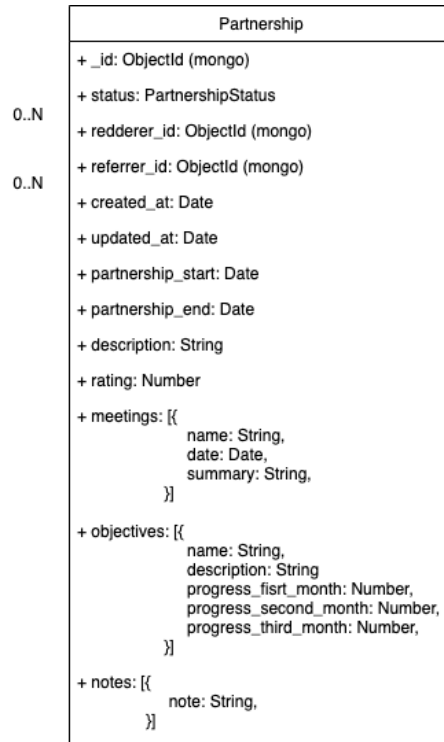 Partnership
+ _id: ObjectId (mongo)
+ status: PartnershipStatus
0..N
+ redderer_id: ObjectId (mongo)
+ referrer_id: ObjectId (mongo)
0..N
+ created_at: Date
+ updated_at: Date
+ partnership_start: Date
+ partnership_end: Date
+ description: String
+ rating: Number
+ meetings: [{
name: String,
date: Date,
summary: String,
}]
+ objectives: [{
name: String,
description: String
progress_fisrt_month: Number,
progress_second_month: Number,
progress_third_month: Number,
}]
+ notes: [{
note: String,
}]